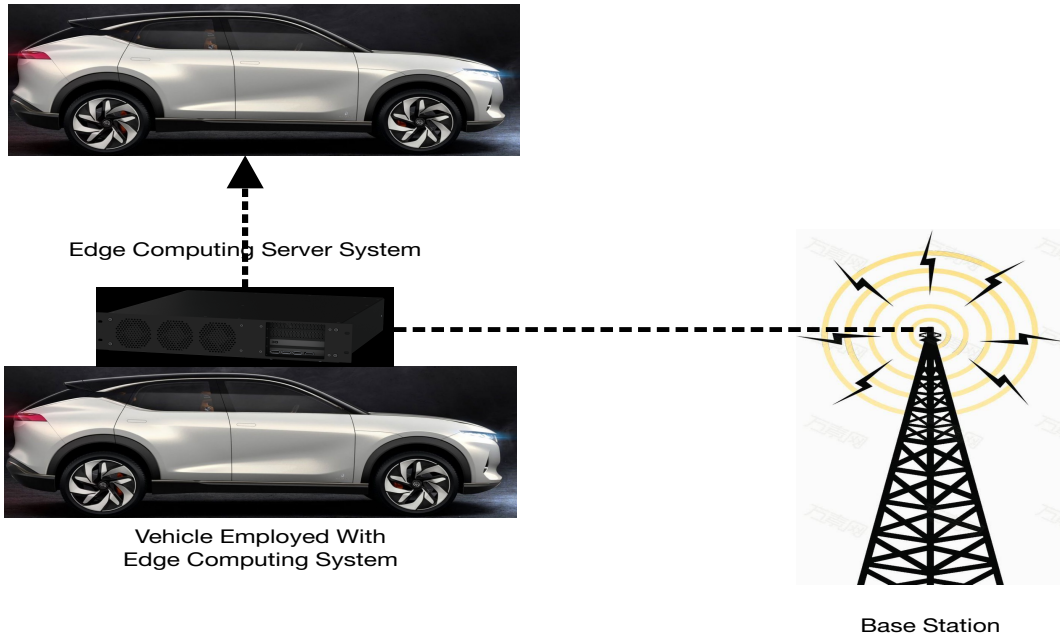 Edge Computing Server System
Vehicle Employed With
Edge Computing System
Base Station